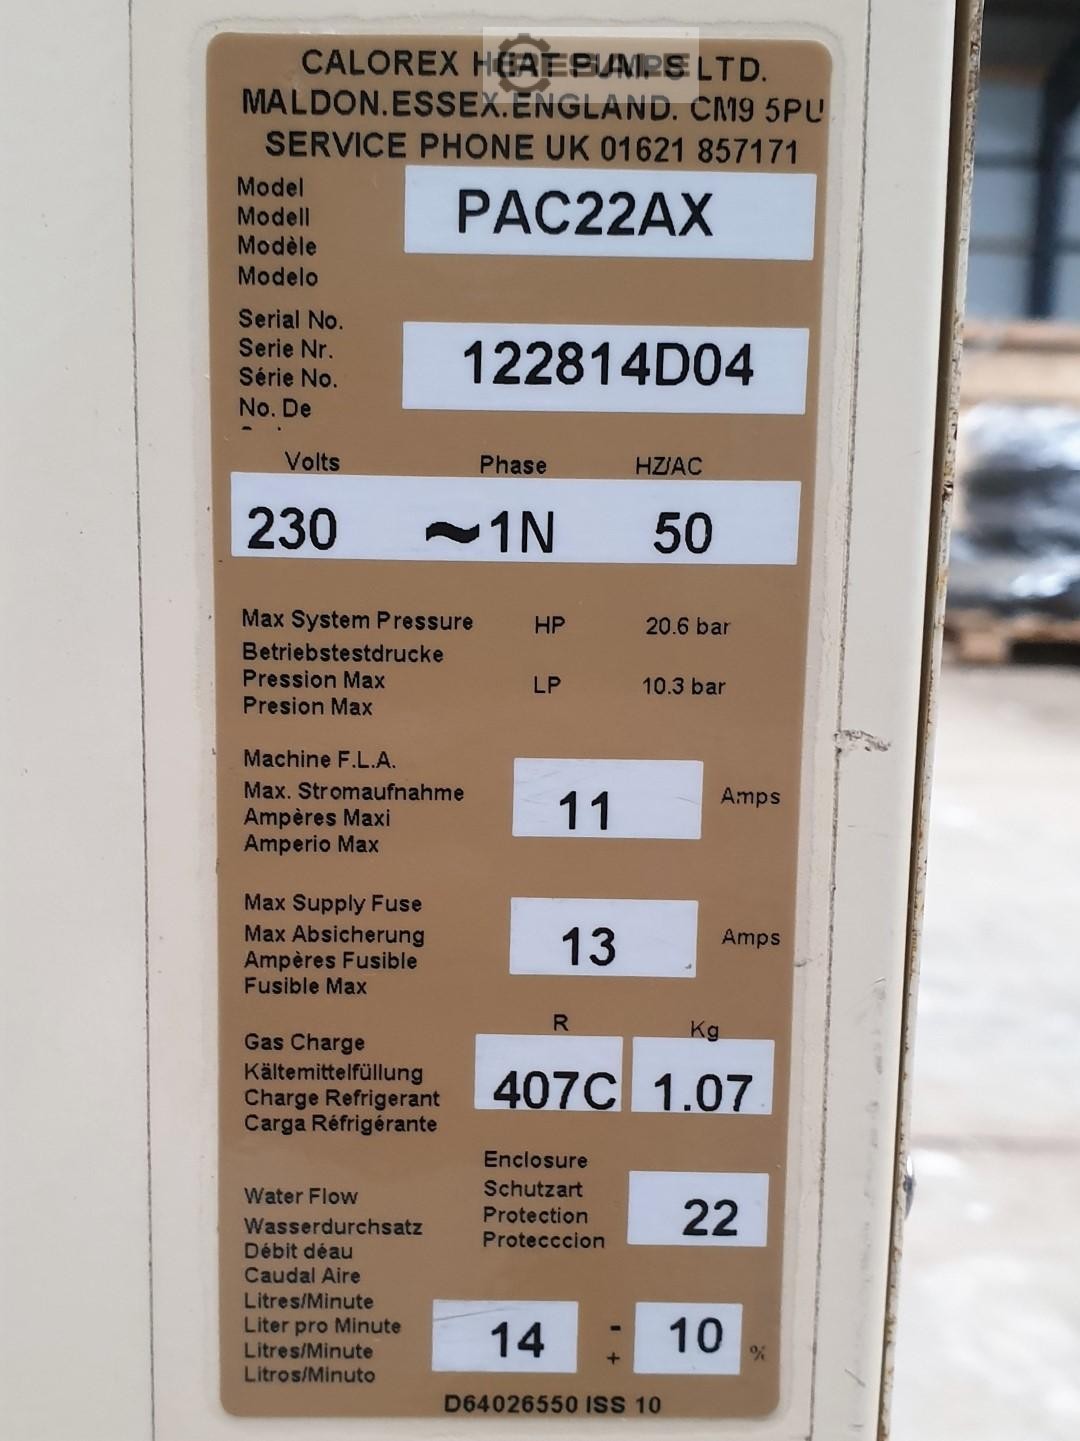 CALOREX HEAT PUMPS LTD.
MALDON.ESSEX.ENGLAND. CM9 5PU
SERVICE PHONE UK 01621 857171
Model
Modell
Modèle
Modelo
PAC22AX
Serial No.
Serie Nr.
Série No.
No. De
122814D04
Volts Phase HZ/AC
230 ~1N 50
Max System Pressure HP 20.6 bar
Betriebstestdrucke
Pression Max LP 10.3 bar
Presion Max
Machine F.L.A.
Max. Stromaufnahme
Ampères Maxi
Amperio Max
11 Amps
Max Supply Fuse
Max Absicherung
Ampères Fusible
Fusible Max
13 Amps
R Kg
Gas Charge
Kältemittelfüllung
Charge Refrigerant
Carga Réfrigérante
407C 1.07
Enclosure
Schutzart
Protection
Protecccion
22
Water Flow
Wasserdurchsatz
Débit déau
Caudal Aire
Litres/Minute
Liter pro Minute
Litres/Minute
Litros/Minuto
14 - + 10 %
D64026550 ISS 10